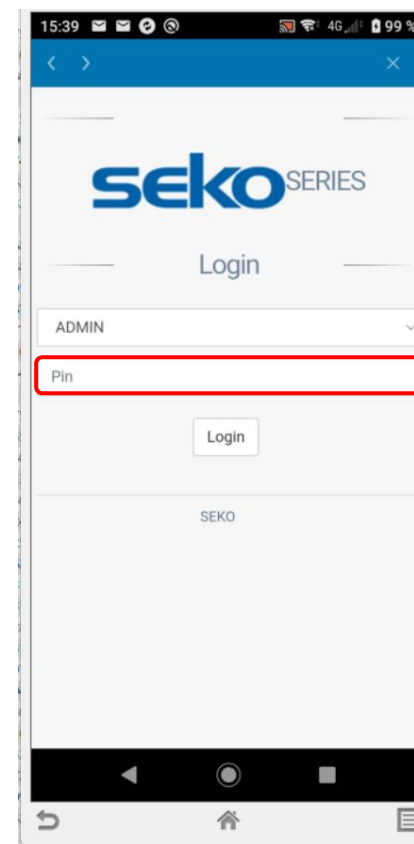 15:39 4G 99 %
seko SERIES
Login
ADMIN
Pin
Login
SEKO